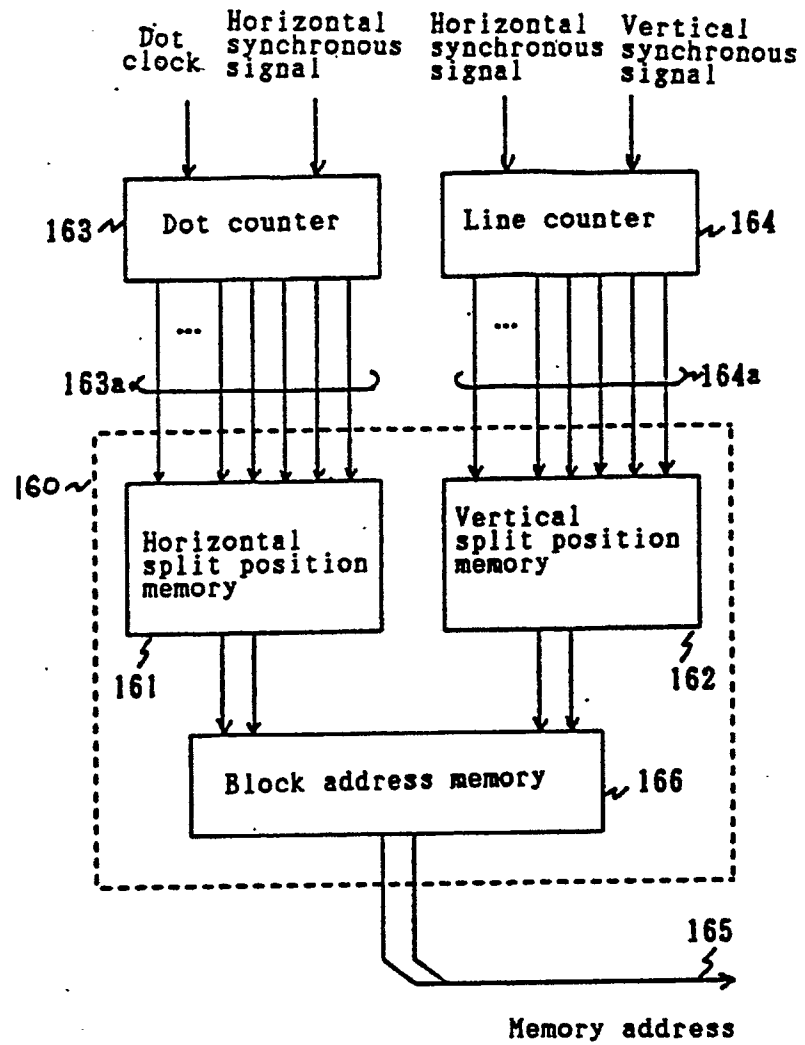 Dot
clock
Horizontal
synchronous
signal
Horizontal
synchronous
signal
Vertical
synchronous
signal
163
Dot counter
Line counter
164
...
...
163a
164a
160
Horizontal
split position
memory
Vertical
split position
memory
161
162
Block address memory
166
165
Memory address